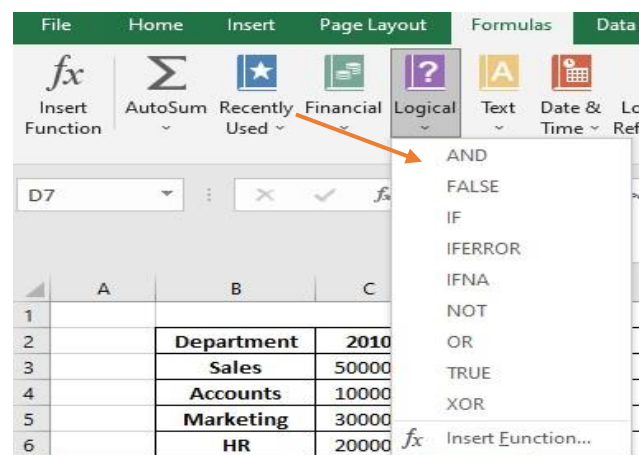 File Home Insert Page Layout Formulas Data
fx Σ ? A
Insert Function AutoSum Recently Used Financial Logical Text Date & Time
D7 AND
FALSE
IF
IFERROR
IFNA
NOT
OR
TRUE
XOR
fx Insert Function...
A B C
1
2 Department 2010
3 Sales 50000
4 Accounts 10000
5 Marketing 30000
6 HR 20000